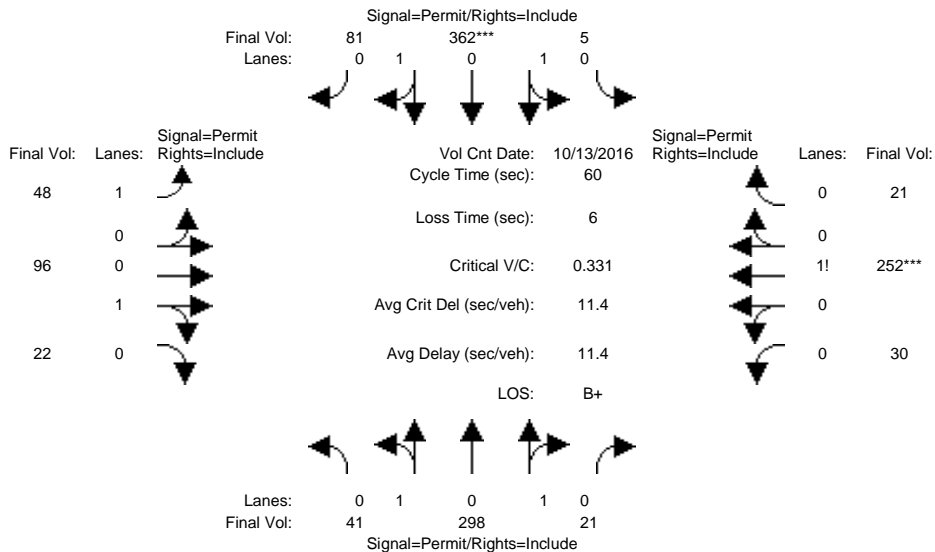 Signal=Permit/Rights=Include
Final Vol: 81 362*** 5
Lanes: 0 1 0 1 0
Signal=Permit Signal=Permit
Final Vol: Lanes: Rights=Include Vol Cnt Date: 10/13/2016 Rights=Include Lanes: Final Vol:
Cycle Time (sec): 60
48 1 0 21
Loss Time (sec): 6
0 0
96 0 Critical V/C: 0.331 1! 252***
1 Avg Crit Del (sec/veh): 11.4 0
22 0 Avg Delay (sec/veh): 11.4 0 30
LOS: B+
Lanes: 0 1 0 1 0
Final Vol: 41 298 21
Signal=Permit/Rights=Include